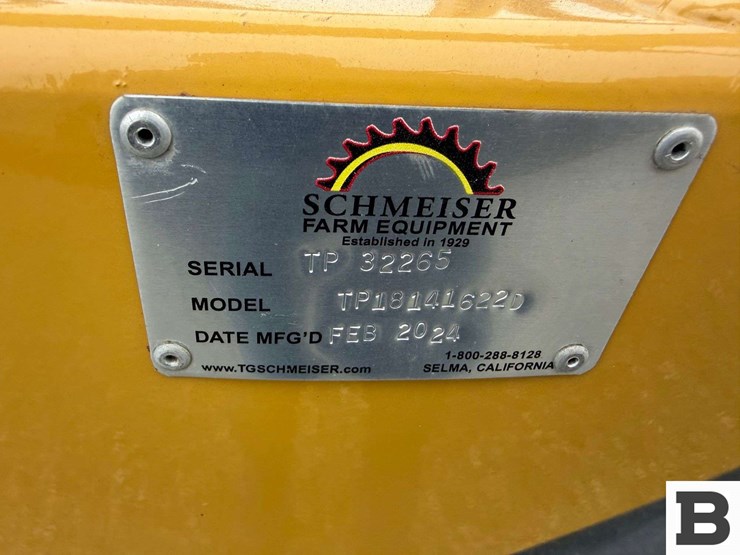 SCHMEISER
FARM EQUIPMENT
Established in 1929
SERIAL TP 32265
MODEL TP18141622D
DATE MFG'D FEB 2024
1-800-288-8128
www.TGSCHMEISER.com SELMA, CALIFORNIA
B